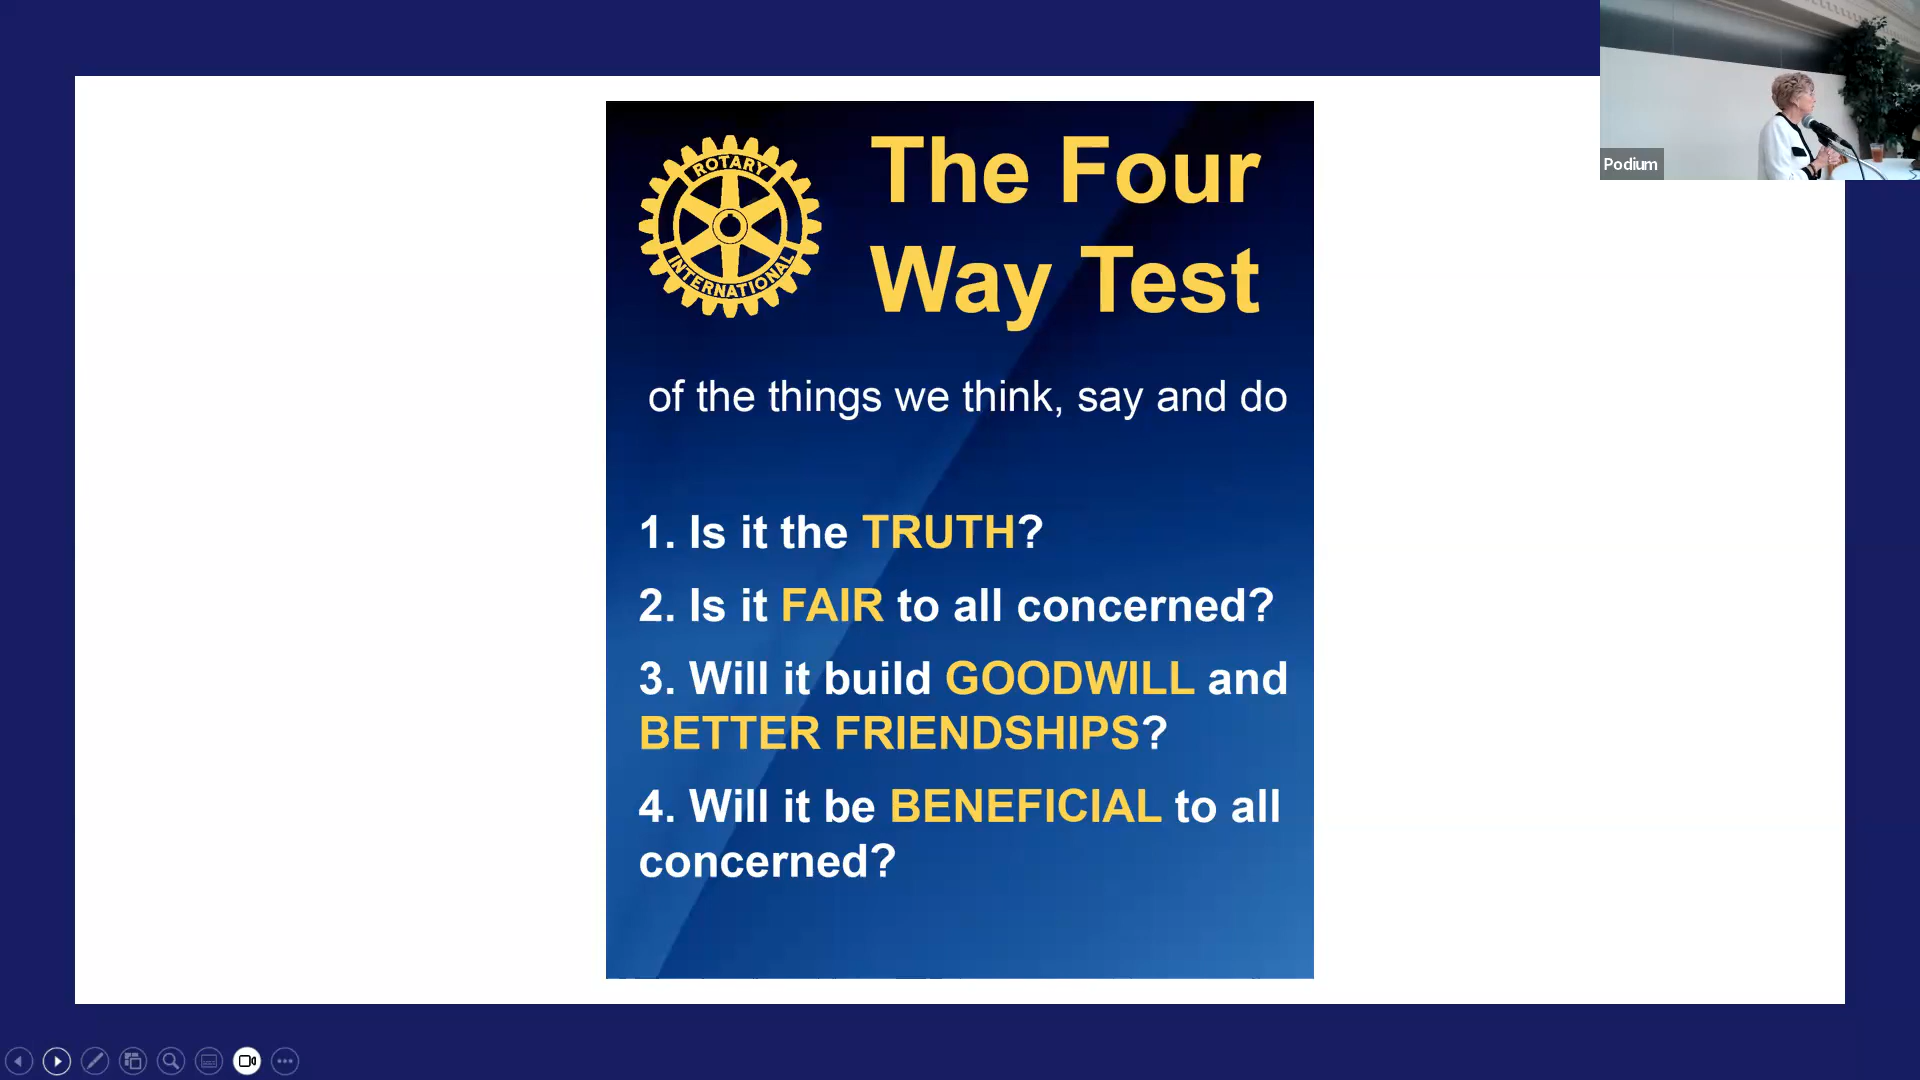 ROTARY
INTERNATIONAL
The Four
Way Test
of the things we think, say and do
1. Is it the TRUTH?
2. Is it FAIR to all concerned?
3. Will it build GOODWILL and
BETTER FRIENDSHIPS?
4. Will it be BENEFICIAL to all
concerned?
Podium